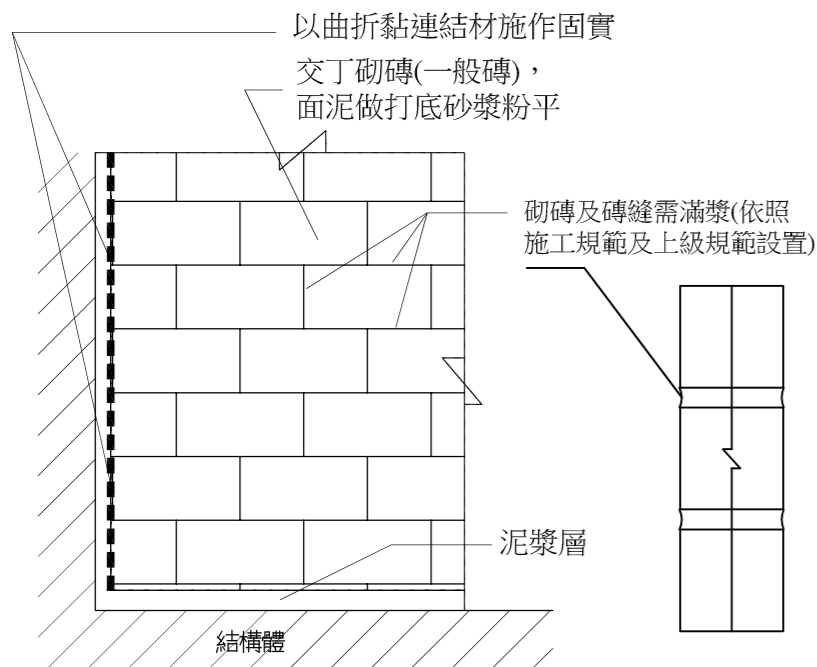 以曲折黏連結材施作固實
交丁砌磚(一般磚)，
面泥做打底砂漿粉平
砌磚及磚縫需滿漿(依照
施工規範及上級規範設置)
泥漿層
結構體